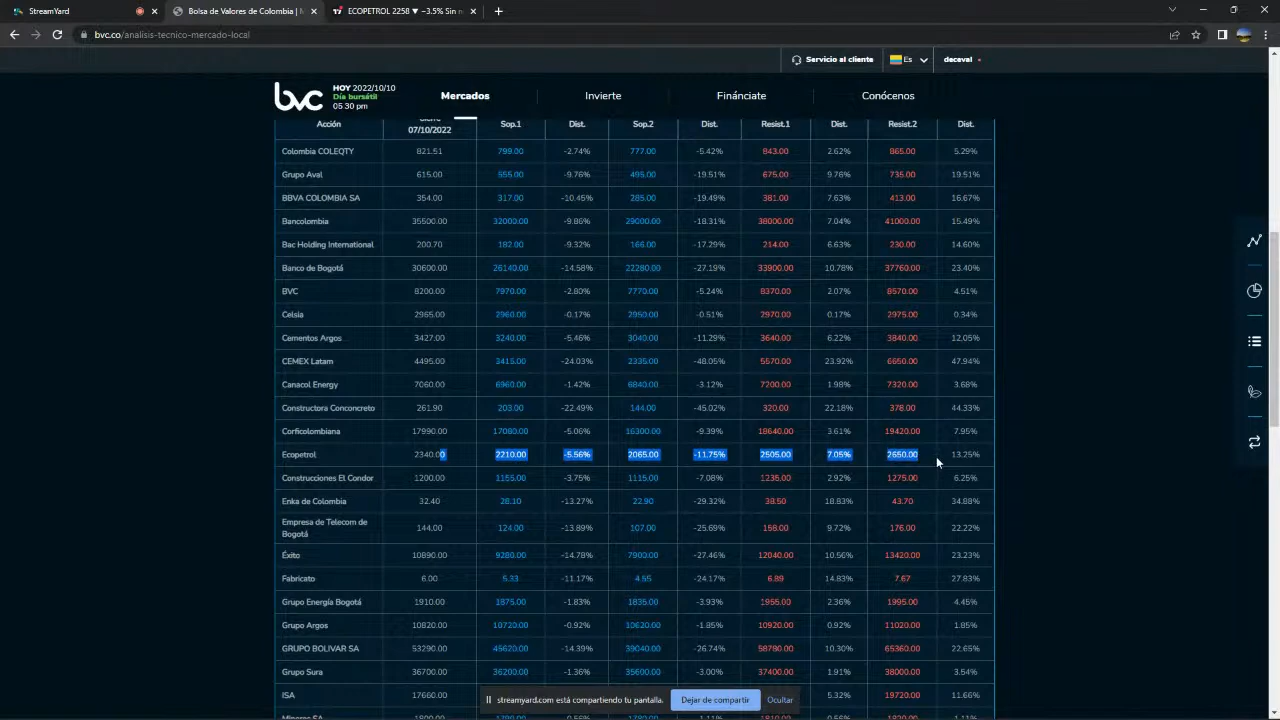 StreamYard
Bolsa de Valores de Colombia |
ECOPETROL 2258 ▼ −3.5% Sin n
bvc.co/analisis-tecnico-mercado-local
Servicio al cliente
Es
deceval
bvc
HOY 2022/10/10
Día bursátil
05:30 pm
Mercados
Invierte
Finánciate
Conócenos
Acción 07/10/2022 Sop.1 Dist. Sop.2 Dist. Resist.1 Dist. Resist.2 Dist.
Colombia COLEQTY 821.51 799.00 -2.74% 777.00 -5.42% 843.00 2.62% 865.00 5.29%
Grupo Aval 615.00 555.00 -9.76% 495.00 -19.51% 675.00 9.76% 735.00 19.51%
BBVA COLOMBIA SA 354.00 317.00 -10.45% 285.00 -19.49% 381.00 7.63% 413.00 16.67%
Bancolombia 35500.00 32000.00 -9.86% 29000.00 -18.31% 38000.00 7.04% 41000.00 15.49%
Bac Holding International 200.70 182.00 -9.32% 166.00 -17.29% 214.00 6.63% 230.00 14.60%
Banco de Bogotá 30600.00 26140.00 -14.58% 22280.00 -27.19% 33900.00 10.78% 37760.00 23.40%
BVC 8200.00 7970.00 -2.80% 7770.00 -5.24% 8370.00 2.07% 8570.00 4.51%
Celsia 2965.00 2960.00 -0.17% 2950.00 -0.51% 2970.00 0.17% 2975.00 0.34%
Cementos Argos 3427.00 3240.00 -5.46% 3040.00 -11.29% 3640.00 6.22% 3840.00 12.05%
CEMEX Latam 4495.00 3415.00 -24.03% 2335.00 -48.05% 5570.00 23.92% 6650.00 47.94%
Canacol Energy 7060.00 6960.00 -1.42% 6840.00 -3.12% 7200.00 1.98% 7320.00 3.68%
Constructora Conconcreto 261.90 203.00 -22.49% 144.00 -45.02% 320.00 22.18% 378.00 44.33%
Corficolombiana 17990.00 17080.00 -5.06% 16300.00 -9.39% 18640.00 3.61% 19420.00 7.95%
Ecopetrol 2340.00 2210.00 -5.56% 2065.00 -11.75% 2505.00 7.05% 2650.00 13.25%
Construcciones El Condor 1200.00 1155.00 -3.75% 1115.00 -7.08% 1235.00 2.92% 1275.00 6.25%
Enka de Colombia 32.40 28.10 -13.27% 22.90 -29.32% 38.50 18.83% 43.70 34.88%
Empresa de Telecom de
Bogotá 144.00 124.00 -13.89% 107.00 -25.69% 158.00 9.72% 176.00 22.22%
Éxito 10890.00 9280.00 -14.78% 7900.00 -27.46% 12040.00 10.56% 13420.00 23.23%
Fabricato 6.00 5.33 -11.17% 4.55 -24.17% 6.89 14.83% 7.67 27.83%
Grupo Energía Bogotá 1910.00 1875.00 -1.83% 1835.00 -3.93% 1955.00 2.36% 1995.00 4.45%
Grupo Argos 10820.00 10720.00 -0.92% 10620.00 -1.85% 10920.00 0.92% 11020.00 1.85%
GRUPO BOLIVAR SA 53290.00 45620.00 -14.39% 39040.00 -26.74% 58780.00 10.30% 65360.00 22.65%
Grupo Sura 36700.00 36200.00 -1.36% 35600.00 -3.00% 37400.00 1.91% 38000.00 3.54%
ISA 17660.00 5.32% 19720.00 11.66%
streamyard.com está compartiendo tu pantalla.
Dejar de compartir
Ocultar